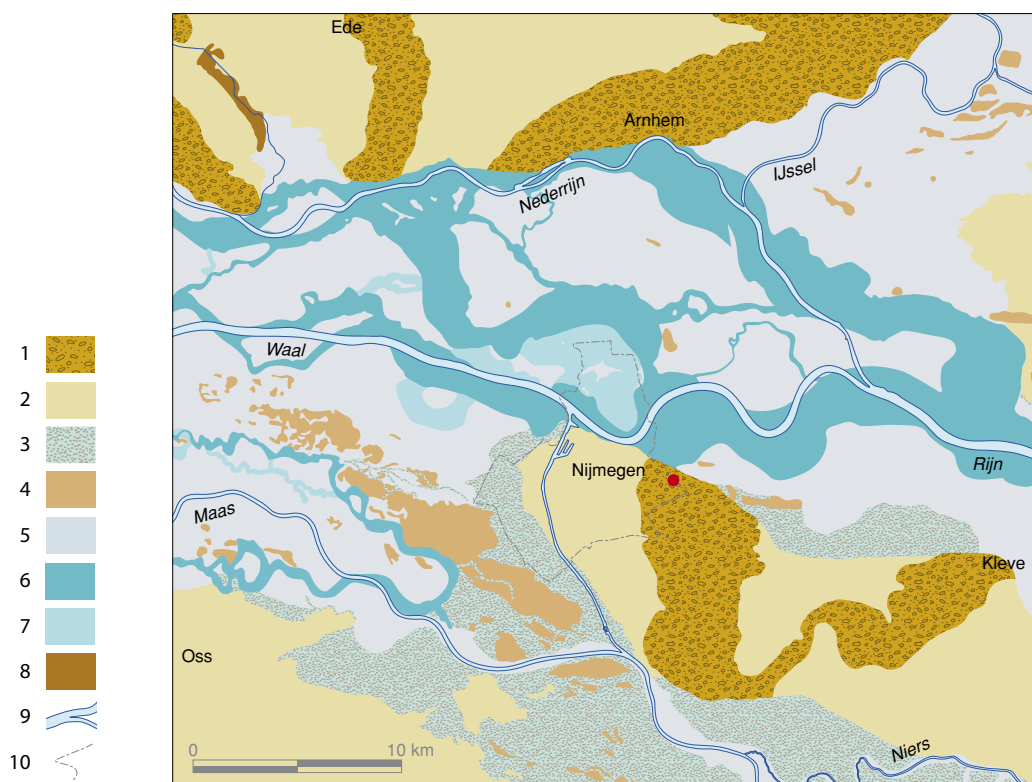 Ede
Arnhem
IJssel
Nederrijn
1
2
3
4
5
6
7
8
9
10
Waal
Rijn
Nijmegen
Maas
Kleve
Oss
0 10 km
Niers